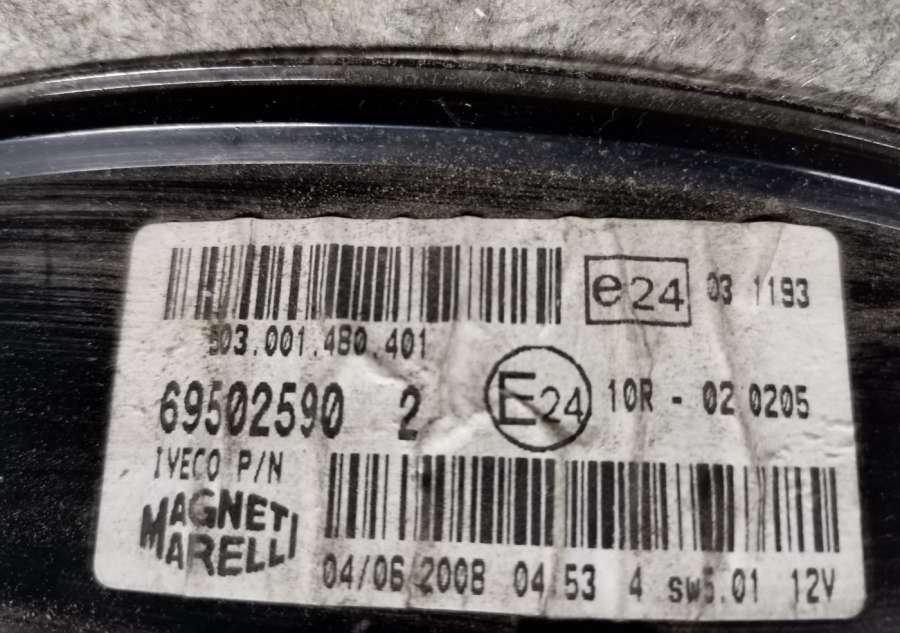 e24 03 1193
503.001.480.401
69502590 2 E24 10R - 02 0205
IVECO P/N
MAGNETI
MARELLI
04/06 2008 04 53 4 sw5.01 12V